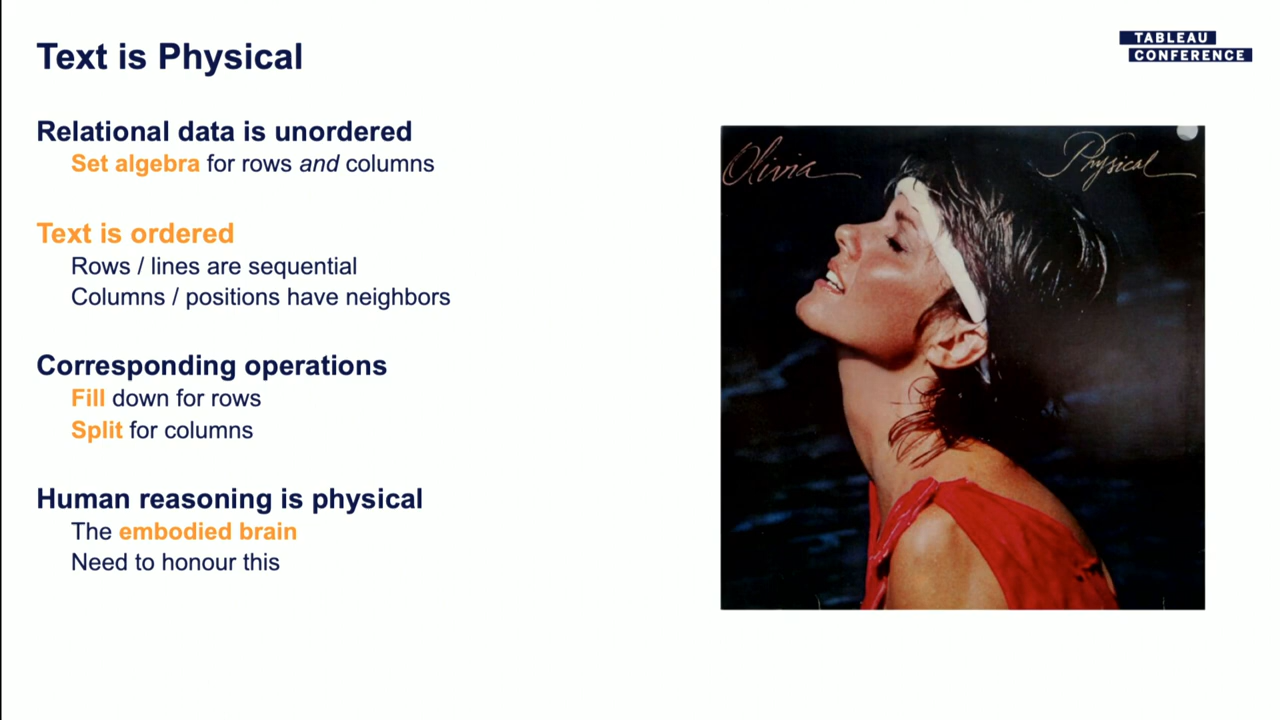 Text is Physical
TABLEAU
CONFERENCE
Relational data is unordered
Set algebra for rows and columns
Text is ordered
Rows / lines are sequential
Columns / positions have neighbors
Corresponding operations
Fill down for rows
Split for columns
Human reasoning is physical
The embodied brain
Need to honour this
Olivia
Physical